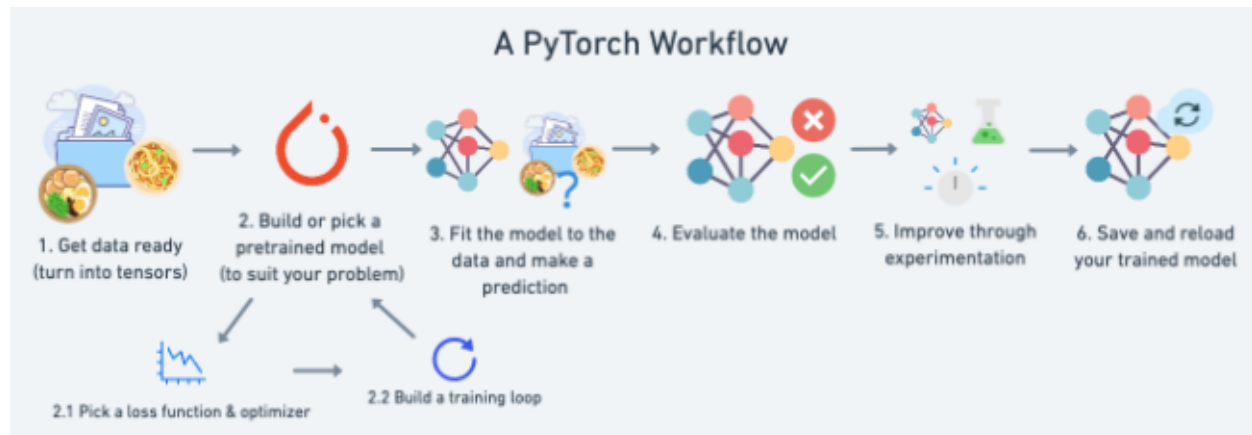 A PyTorch Workflow
1. Get data ready
(turn into tensors)
2. Build or pick a
pretrained model
(to suit your problem)
3. Fit the model to the
data and make a
prediction
?
4. Evaluate the model
5. Improve through
experimentation
6. Save and reload
your trained model
2.1 Pick a loss function & optimizer
2.2 Build a training loop